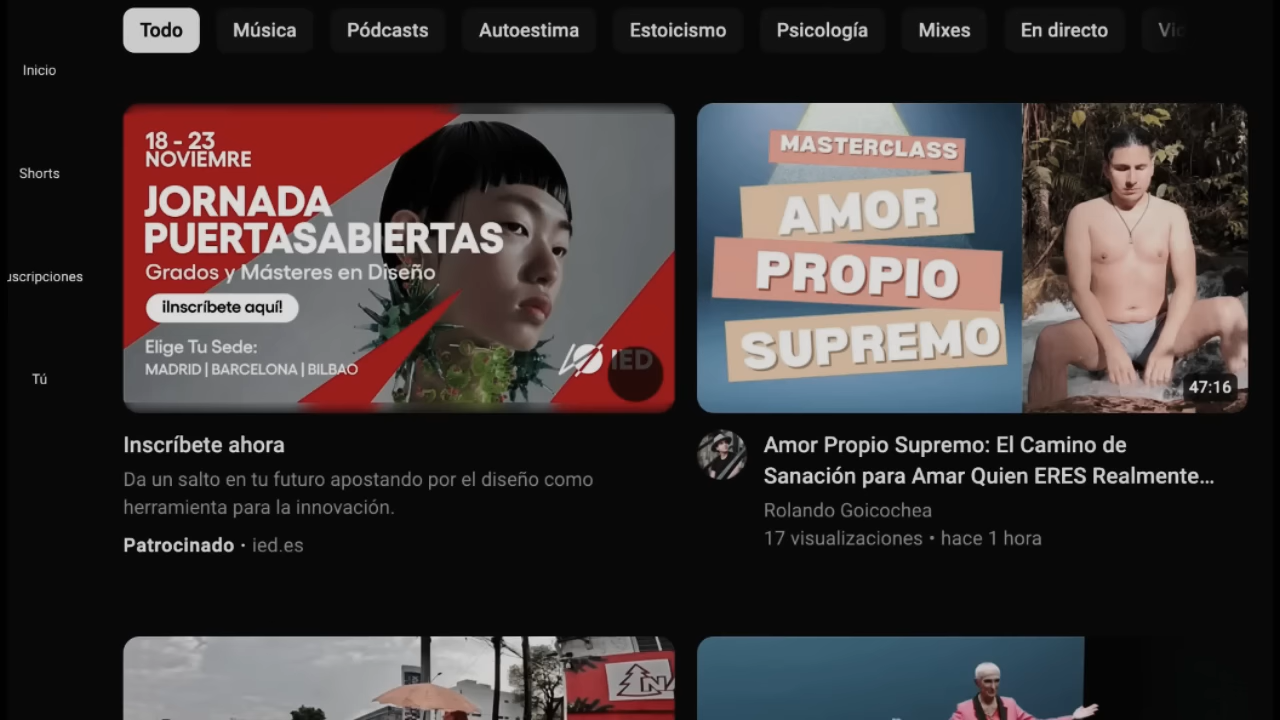 Todo
Música
Pódcasts
Autoestima
Estoicismo
Psicología
Mixes
En directo
Inicio
Shorts
uscripciones
Tú
18 - 23
NOVIEMRE
JORNADA
PUERTASABIERTAS
Grados y Másteres en Diseño
¡Inscríbete aquí!
Elige Tu Sede:
MADRID | BARCELONA | BILBAO
IED
Inscríbete ahora
Da un salto en tu futuro apostando por el diseño como
herramienta para la innovación.
Patrocinado · ied.es
MASTERCLASS
AMOR
PROPIO
SUPREMO
47:16
Amor Propio Supremo: El Camino de
Sanación para Amar Quien ERES Realmente...
Rolando Goicochea
17 visualizaciones • hace 1 hora
N